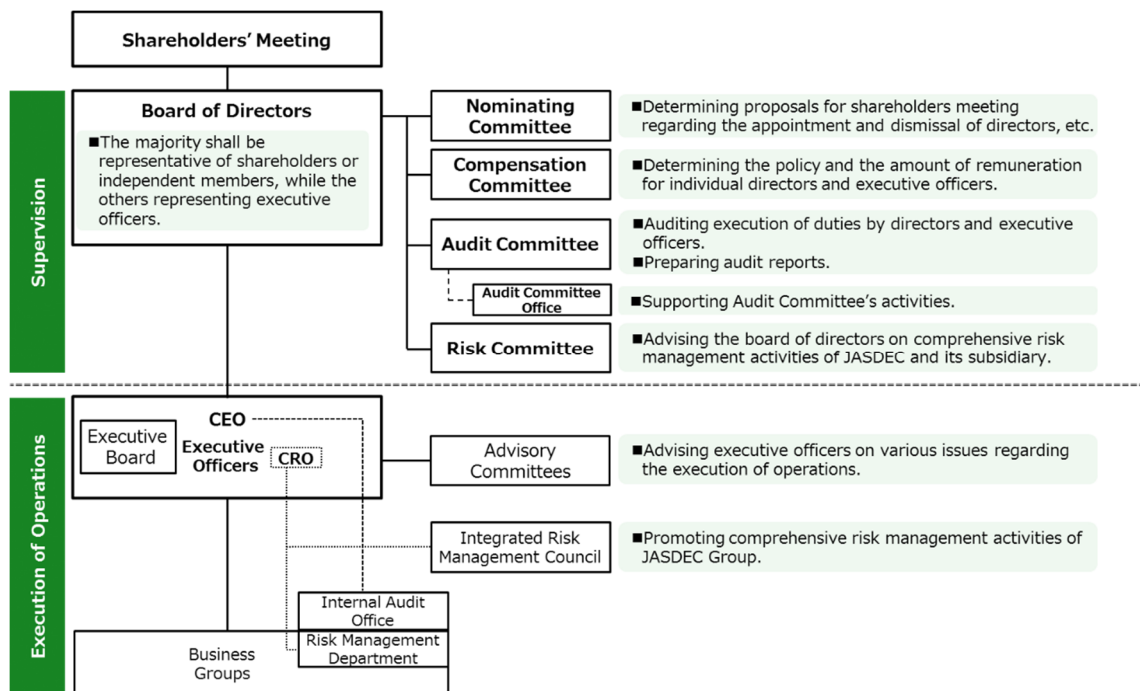 Shareholders’ Meeting
Supervision
Board of Directors
■The majority shall be
representative of shareholders or
independent members, while the
others representing executive
officers.
Nominating
Committee
■Determining proposals for shareholders meeting
regarding the appointment and dismissal of directors, etc.
Compensation
Committee
■Determining the policy and the amount of remuneration
for individual directors and executive officers.
Audit Committee
■Auditing execution of duties by directors and executive
officers.
■Preparing audit reports.
Audit Committee
Office
■Supporting Audit Committee’s activities.
Risk Committee
■Advising the board of directors on comprehensive risk
management activities of JASDEC and its subsidiary.
Execution of Operations
Executive
Board
CEO
Executive
Officers
CRO
Advisory
Committees
■Advising executive officers on various issues regarding
the execution of operations.
Integrated Risk
Management Council
■Promoting comprehensive risk management activities of
JASDEC Group.
Internal Audit
Office
Risk Management
Department
Business
Groups